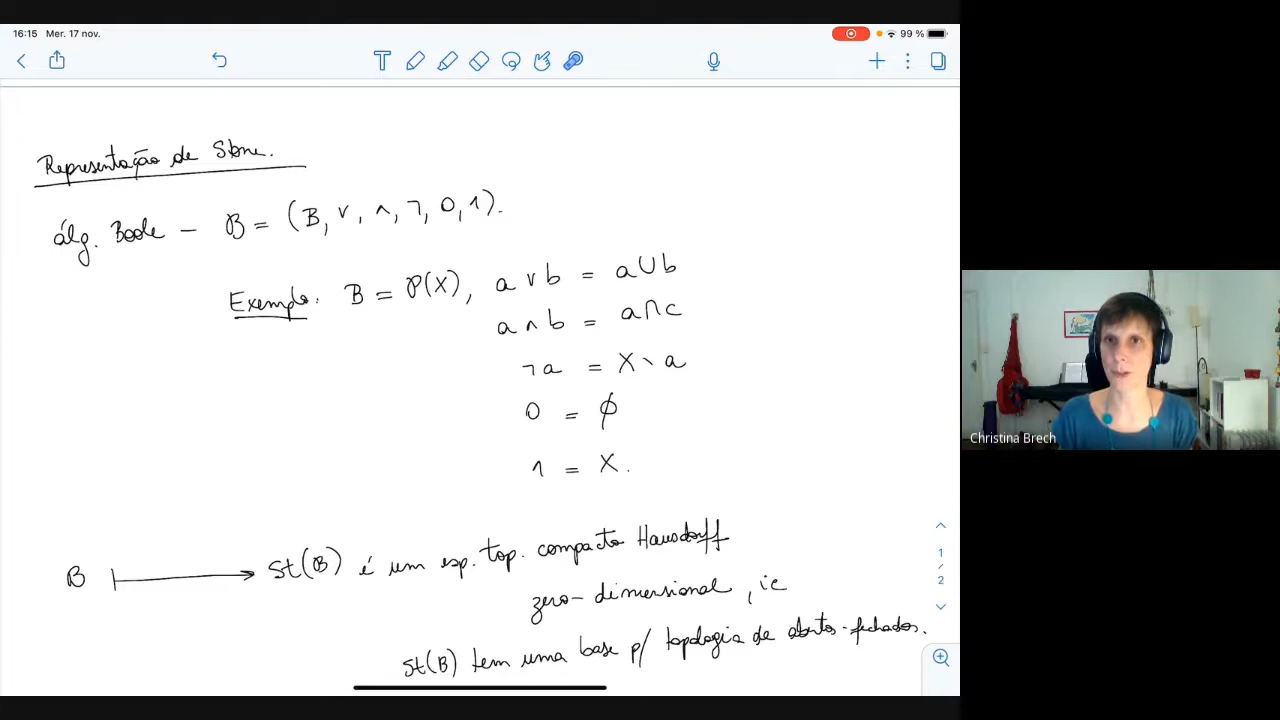 16:15 Mer. 17 nov.
99 %
Representação de Stone.
álg. Boole — B = (B, ∨, ∧, ¬, 0, 1).
Exemplo. B = P(X), a ∨ b = a ∪ b
a ∧ b = a ∩ c
¬a = X ∖ a
0 = ∅
1 = X.
B ⟼ St(B) é um esp. top. compacto Hausdorff
zero-dimensional, ie
St(B) tem uma base p/ topologia de abertos-fechados.
1
/
2
Christina Brech